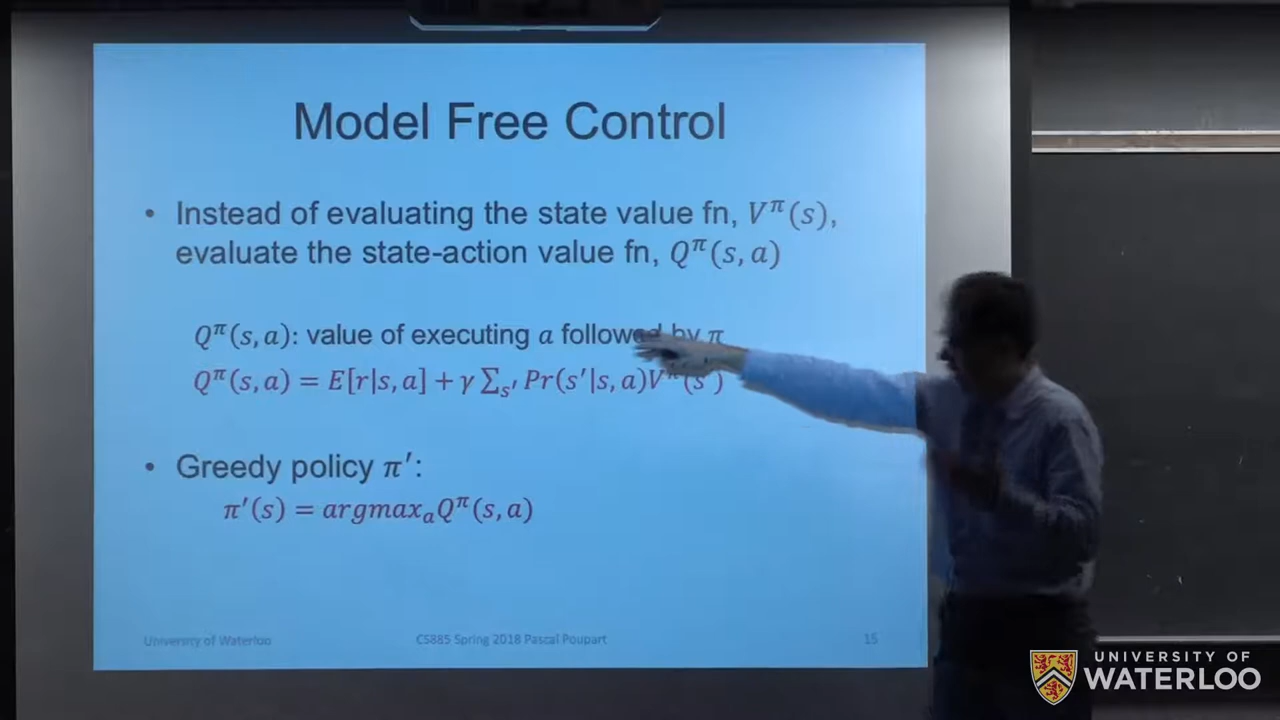 Model Free Control
• Instead of evaluating the state value fn, V^π(s),
evaluate the state-action value fn, Q^π(s, a)
Q^π(s, a): value of executing a followed by π
Q^π(s, a) = E[r|s, a] + γ ∑_{s'} Pr(s'|s, a)V^π(s')
• Greedy policy π':
π'(s) = argmax_a Q^π(s, a)
University of Waterloo
CS885 Spring 2018 Pascal Poupart
15
UNIVERSITY OF
WATERLOO